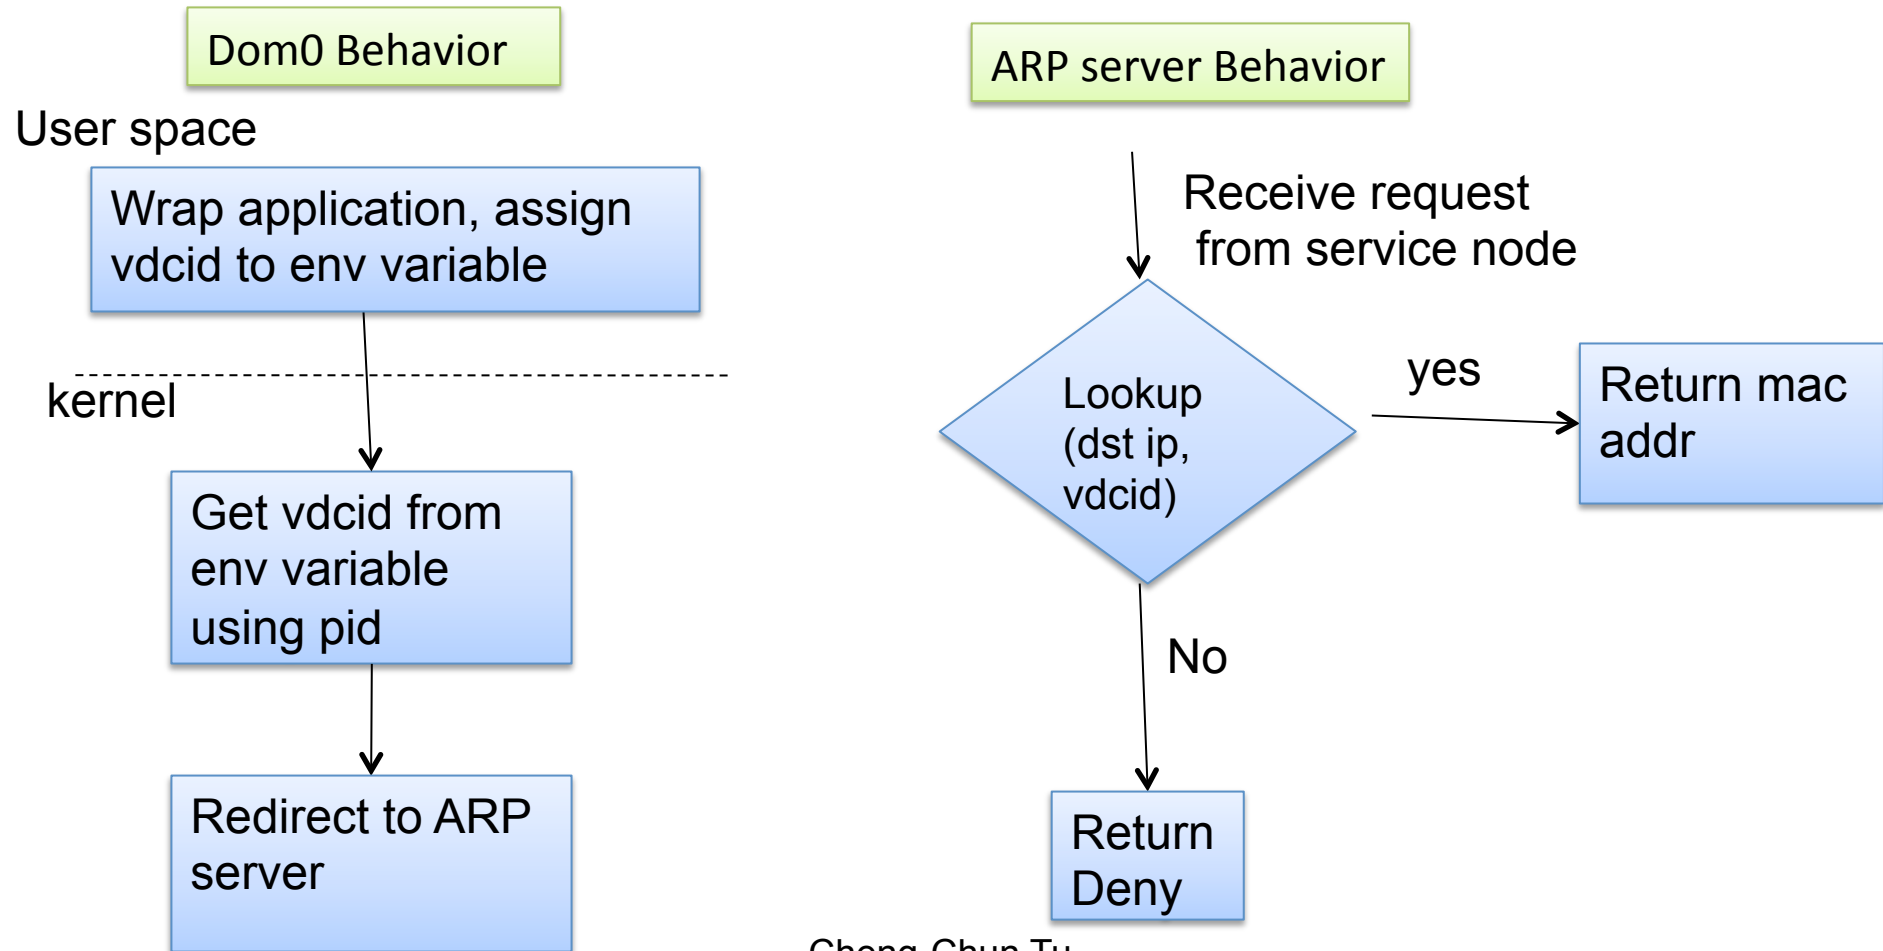 Dom0 Behavior
User space
Wrap application, assign
vdcid to env variable
kernel
Get vdcid from
env variable
using pid
Redirect to ARP
server
ARP server Behavior
Receive request
from service node
Lookup
(dst ip,
vdcid)
yes
Return mac
addr
No
Return
Deny
Tu